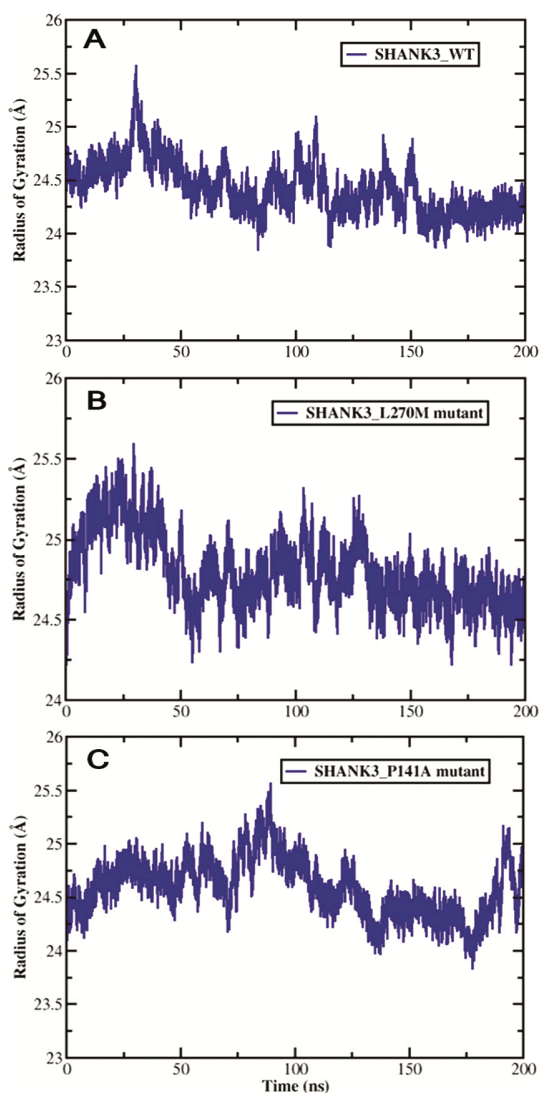 A
SHANK3_WT
Radius of Gyration (Å)
26
25.5
25
24.5
24
23.5
23
0 50 100 150 200
B
SHANK3_L270M mutant
Radius of Gyration (Å)
26
25.5
25
24.5
24
0 50 100 150 200
C
SHANK3_P141A mutant
Radius of Gyration (Å)
26
25.5
25
24.5
24
23.5
23
0 50 100 150 200
Time (ns)